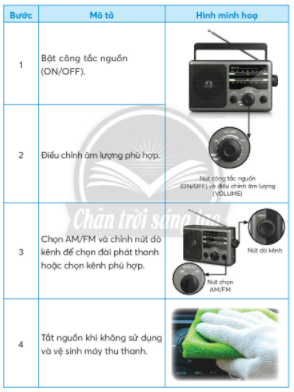 Bước Mô tả Hình minh hoạ
1 Bật công tắc nguồn
(ON/OFF).
2 Điều chỉnh âm lượng phù hợp.
Nút công tắc nguồn
(ON/OFF) và điều chỉnh âm lượng
(VOLUME)
3 Chọn AM/FM và chỉnh nút dò
kênh để chọn đài phát thanh
hoặc chọn kênh phù hợp.
Nút dò kênh
Nút chọn
AM/FM
4 Tắt nguồn khi không sử dụng
và vệ sinh máy thu thanh.
Chân trời sáng tạo